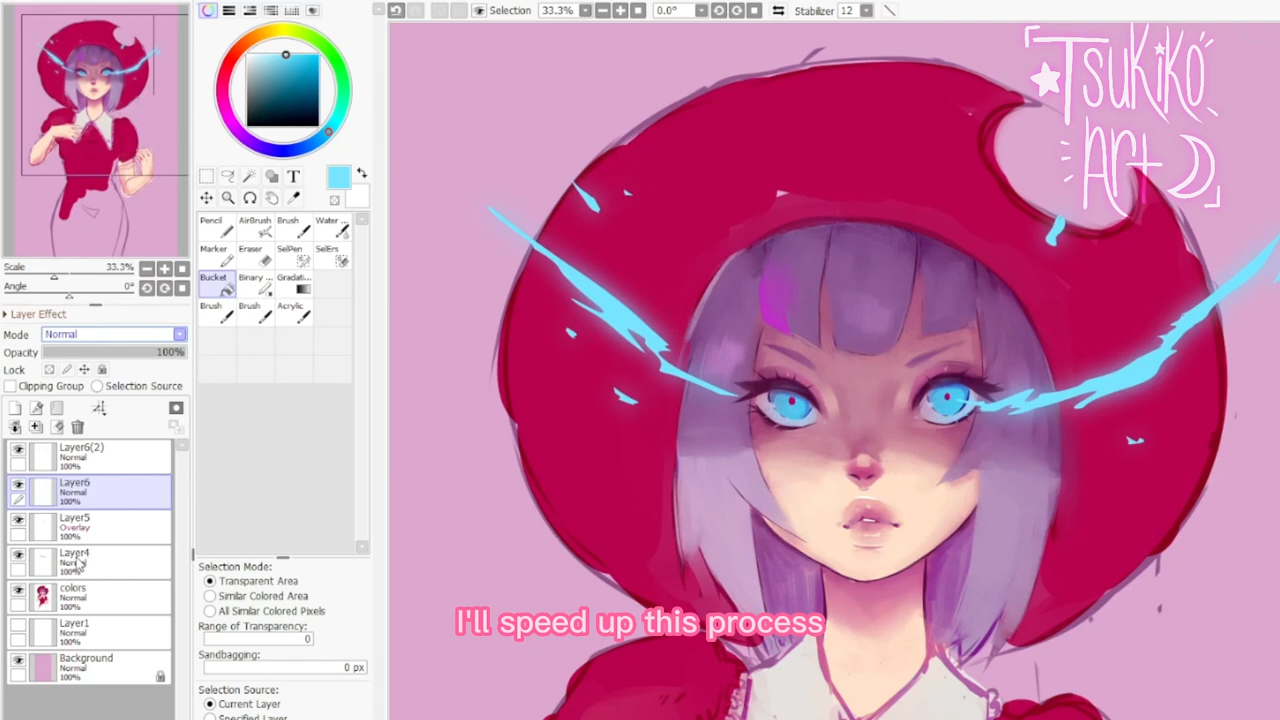 Selection 33.3% 0.0° Stabilizer 12
Tsukiko
Art
Scale 33.3%
Angle 0°
Layer Effect
Mode Normal
Opacity 100%
Lock
Clipping Group Selection Source
Layer6(2)
Normal
100%
Layer6
Normal
100%
Layer5
Overlay
100%
Layer4
100%
colors
Normal
100%
Layer1
Normal
100%
Background
Normal
100%
T
Pencil AirBrush Brush Water ...
Marker Eraser SelPen SelErs
Bucket Binary ... Gradati...
Brush Brush Acrylic
Selection Mode:
Transparent Area
Similar Colored Area
All Similar Colored Pixels
Range of Transparency:
0
Sandbagging:
0 px
Selection Source:
Current Layer
Specified Layer
I'll speed up this process